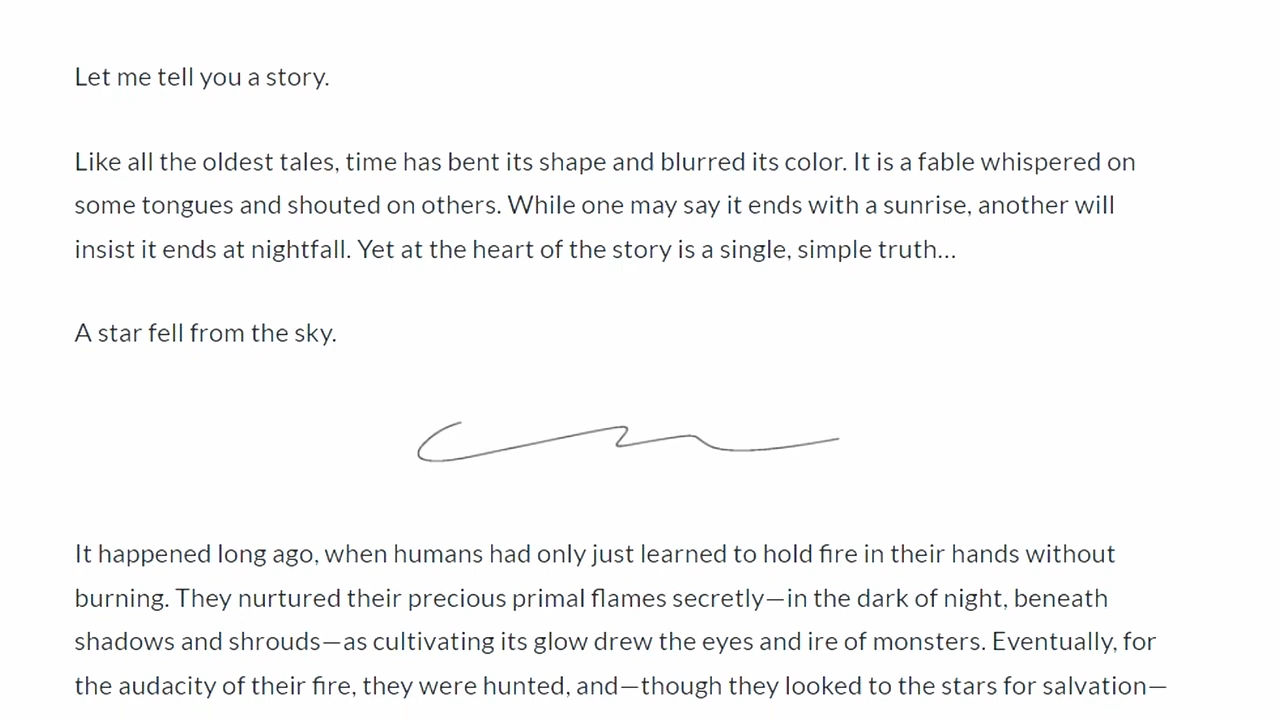 Let me tell you a story.
Like all the oldest tales, time has bent its shape and blurred its color. It is a fable whispered on
some tongues and shouted on others. While one may say it ends with a sunrise, another will
insist it ends at nightfall. Yet at the heart of the story is a single, simple truth...
A star fell from the sky.
It happened long ago, when humans had only just learned to hold fire in their hands without
burning. They nurtured their precious primal flames secretly—in the dark of night, beneath
shadows and shrouds—as cultivating its glow drew the eyes and ire of monsters. Eventually, for
the audacity of their fire, they were hunted, and—though they looked to the stars for salvation—